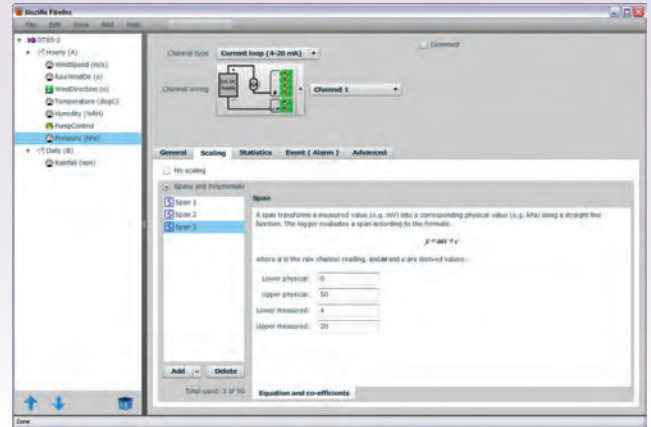 Mozilla Firefox
File Edit View Add Help
DT85-2
Hourly (A)
WindSpeed (m/s)
RawWindDir (o)
WindDirection (o)
Temperature (degC)
Humidity (%RH)
PumpControl
Pressure (hPa)
Daily (B)
Rainfall (mm)
Channel type Current loop (4-20 mA)
Comment
Channel wiring Channel 1
General Scaling Statistics Event ( Alarm ) Advanced
No scaling
Spans and Polynomials
Span 1
Span 2
Span 3
Add Delete
Total used: 3 of 50
Span
A span transforms a measured value (e.g. mV) into a corresponding physical value (e.g. kPa) using a straight line
function. The logger evaluates a span according to the formula:
y = mx + c
where x is the raw channel reading, and m and c are derived values.
Lower physical: 0
Upper physical: 50
Lower measured: 4
Upper measured: 20
Equation and co-efficients
Done